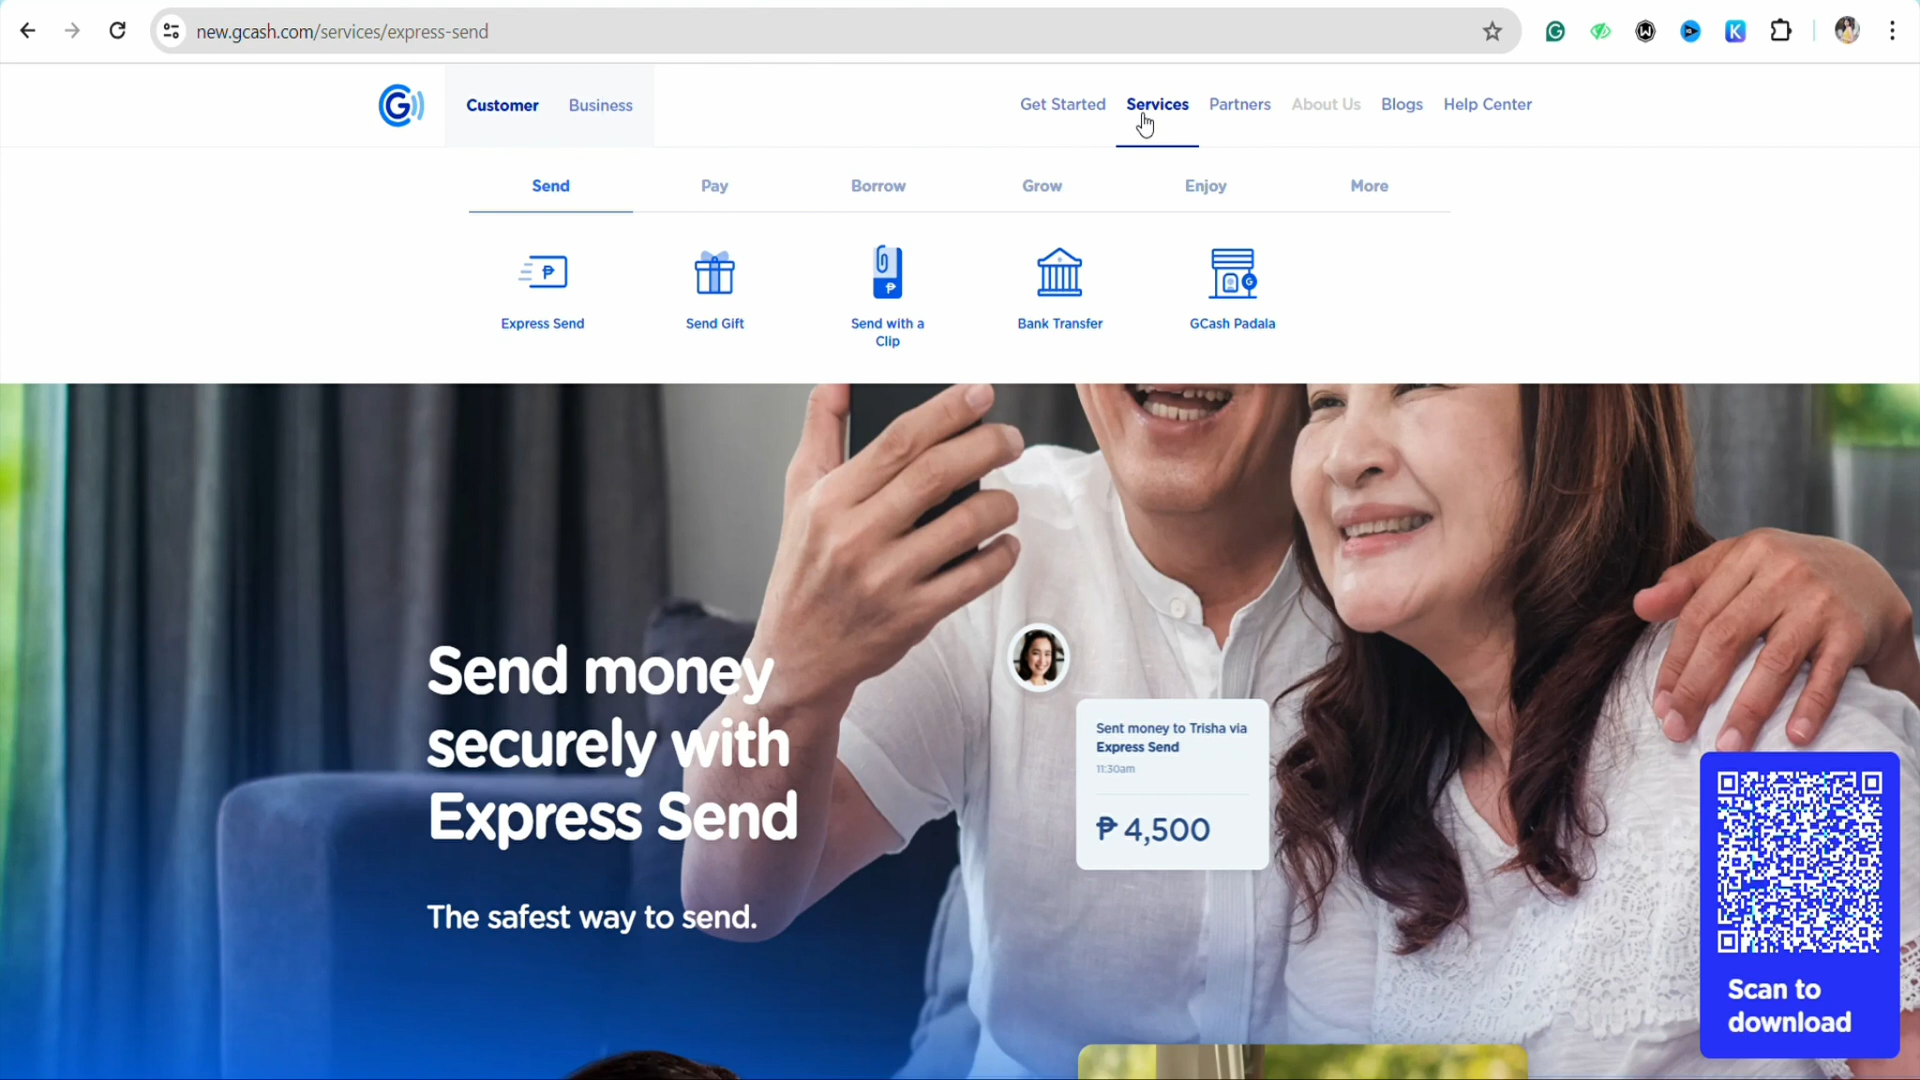 new.gcash.com/services/express-send
Customer
Business
Get Started
Services
Partners
About Us
Blogs
Help Center
Send
Pay
Borrow
Grow
Enjoy
More
Express Send
Send Gift
Send with a
Clip
Bank Transfer
GCash Padala
Send money
securely with
Express Send
The safest way to send.
Sent money to Trisha via
Express Send
11:30am
₱ 4,500
Scan to
download